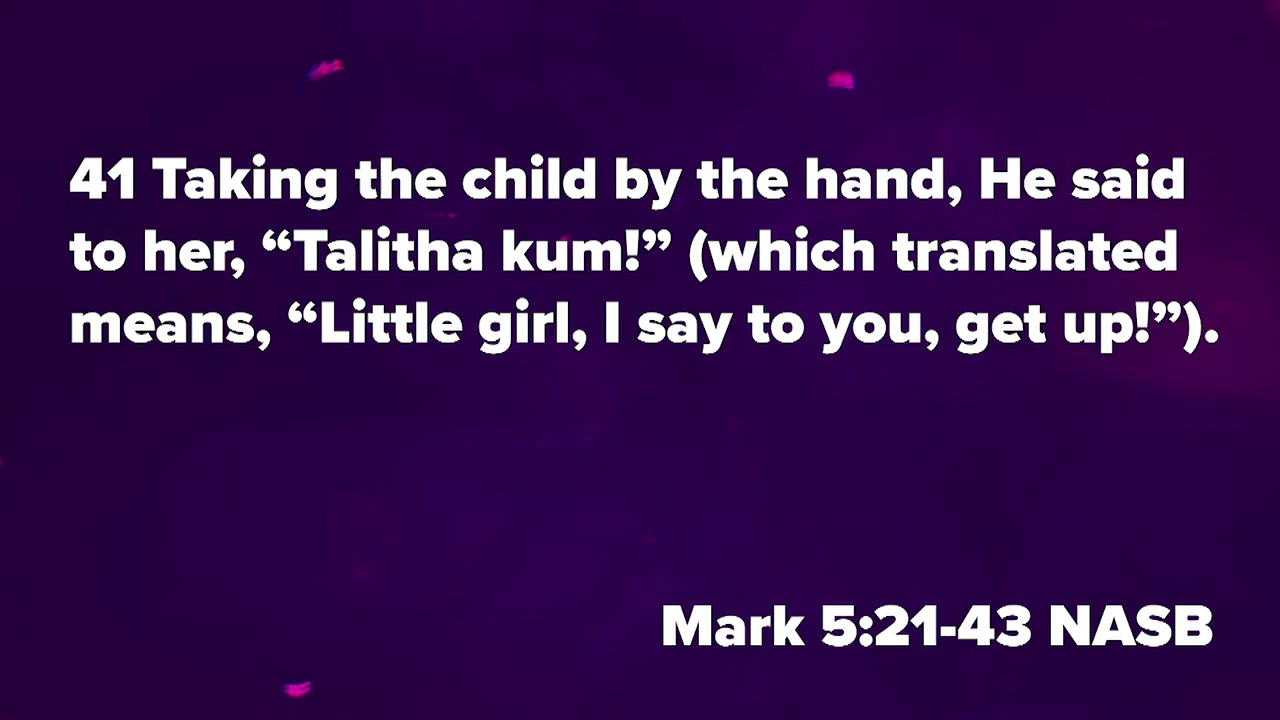 41 Taking the child by the hand, He said
to her, “Talitha kum!” (which translated
means, “Little girl, I say to you, get up!”).
Mark 5:21-43 NASB